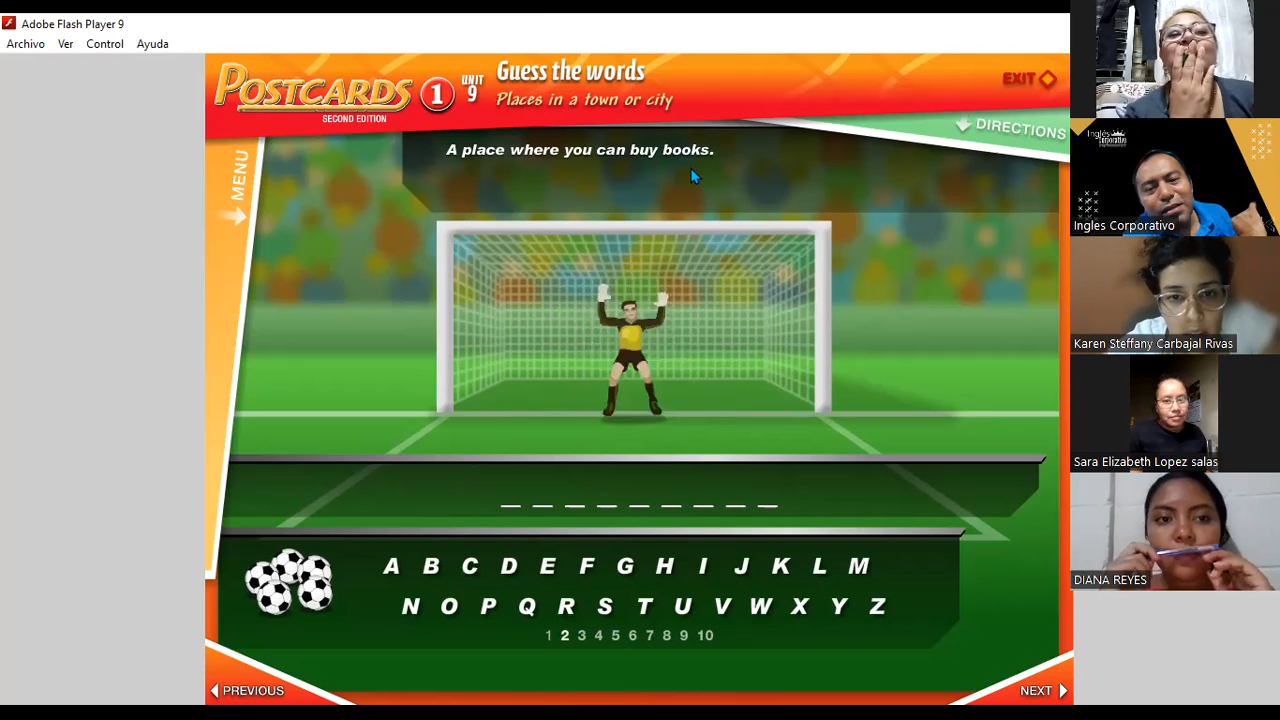 Adobe Flash Player 9
Archivo Ver Control Ayuda
POSTCARDS 1 UNIT 9
SECOND EDITION
Guess the words
Places in a town or city
EXIT
DIRECTIONS
MENU
A place where you can buy books.
_ _ _ _ _ _ _ _ _
A B C D E F G H I J K L M
N O P Q R S T U V W X Y Z
1 2 3 4 5 6 7 8 9 10
PREVIOUS
NEXT
Inglés
Corporativo
Ingles Corporativo
Karen Steffany Carbajal Rivas
Sara Elizabeth Lopez salas
DIANA REYES